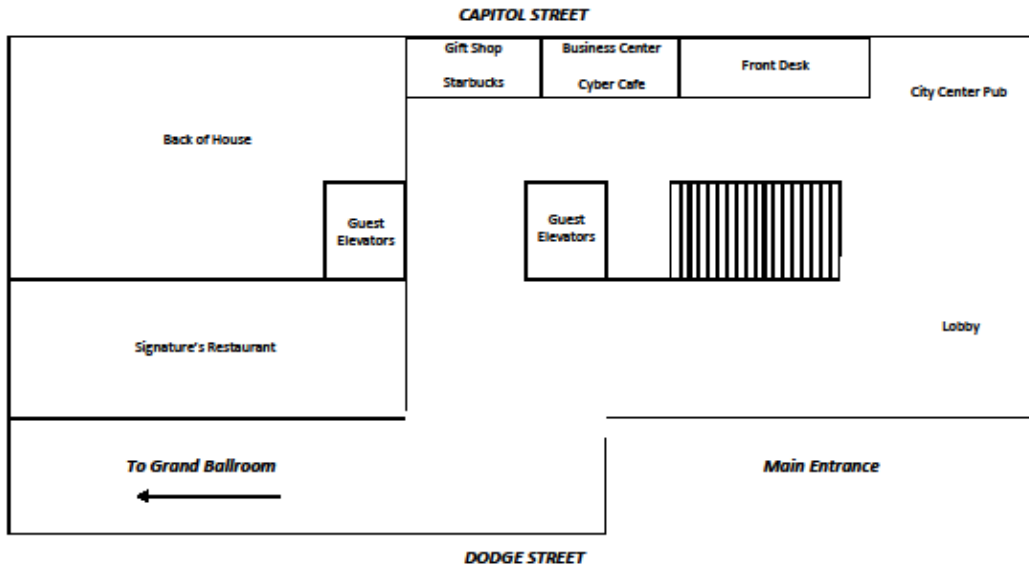 CAPITOL STREET
Gift Shop
Starbucks
Business Center
Cyber Cafe
Front Desk
City Center Pub
Back of House
Guest
Elevators
Guest
Elevators
Lobby
Signature's Restaurant
To Grand Ballroom
Main Entrance
DODGE STREET